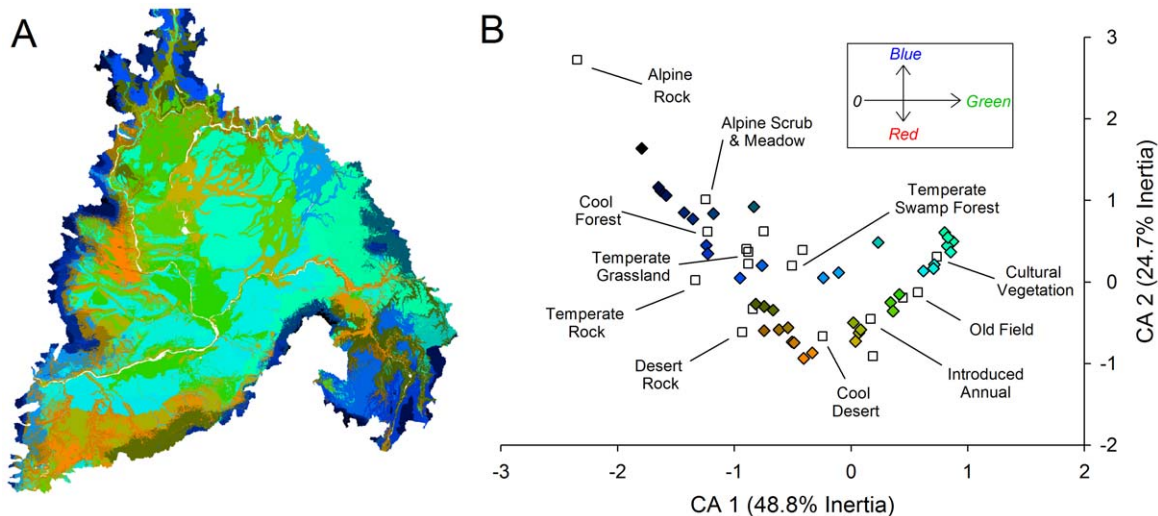 A
B
Blue
0
Green
Red
Alpine
Rock
Alpine Scrub
& Meadow
Cool
Forest
Temperate
Swamp Forest
Temperate
Grassland
Cultural
Vegetation
Temperate
Rock
Old Field
Desert
Rock
Introduced
Annual
Cool
Desert
3
2
1
0
-1
-2
CA 2 (24.7% Inertia)
-3
-2
-1
0
1
2
CA 1 (48.8% Inertia)